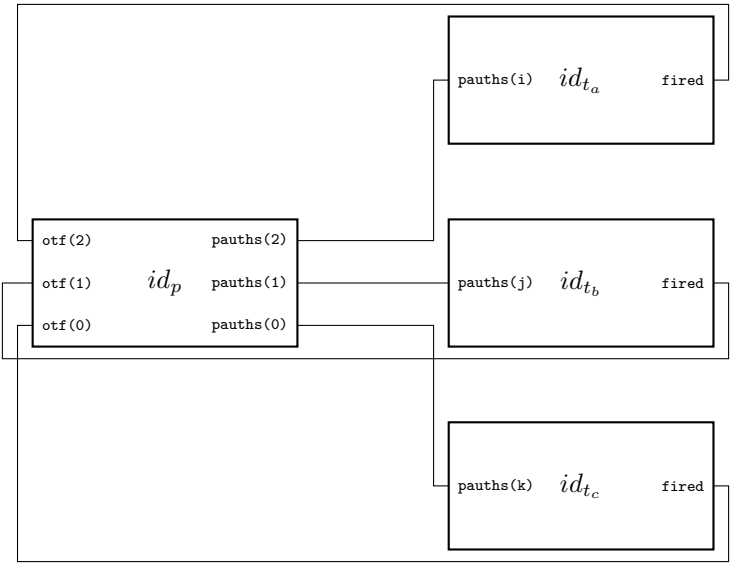 pauths(i) id_{t_a} fired
otf(2) pauths(2)
otf(1) id_p pauths(1)
otf(0) pauths(0)
pauths(j) id_{t_b} fired
pauths(k) id_{t_c} fired